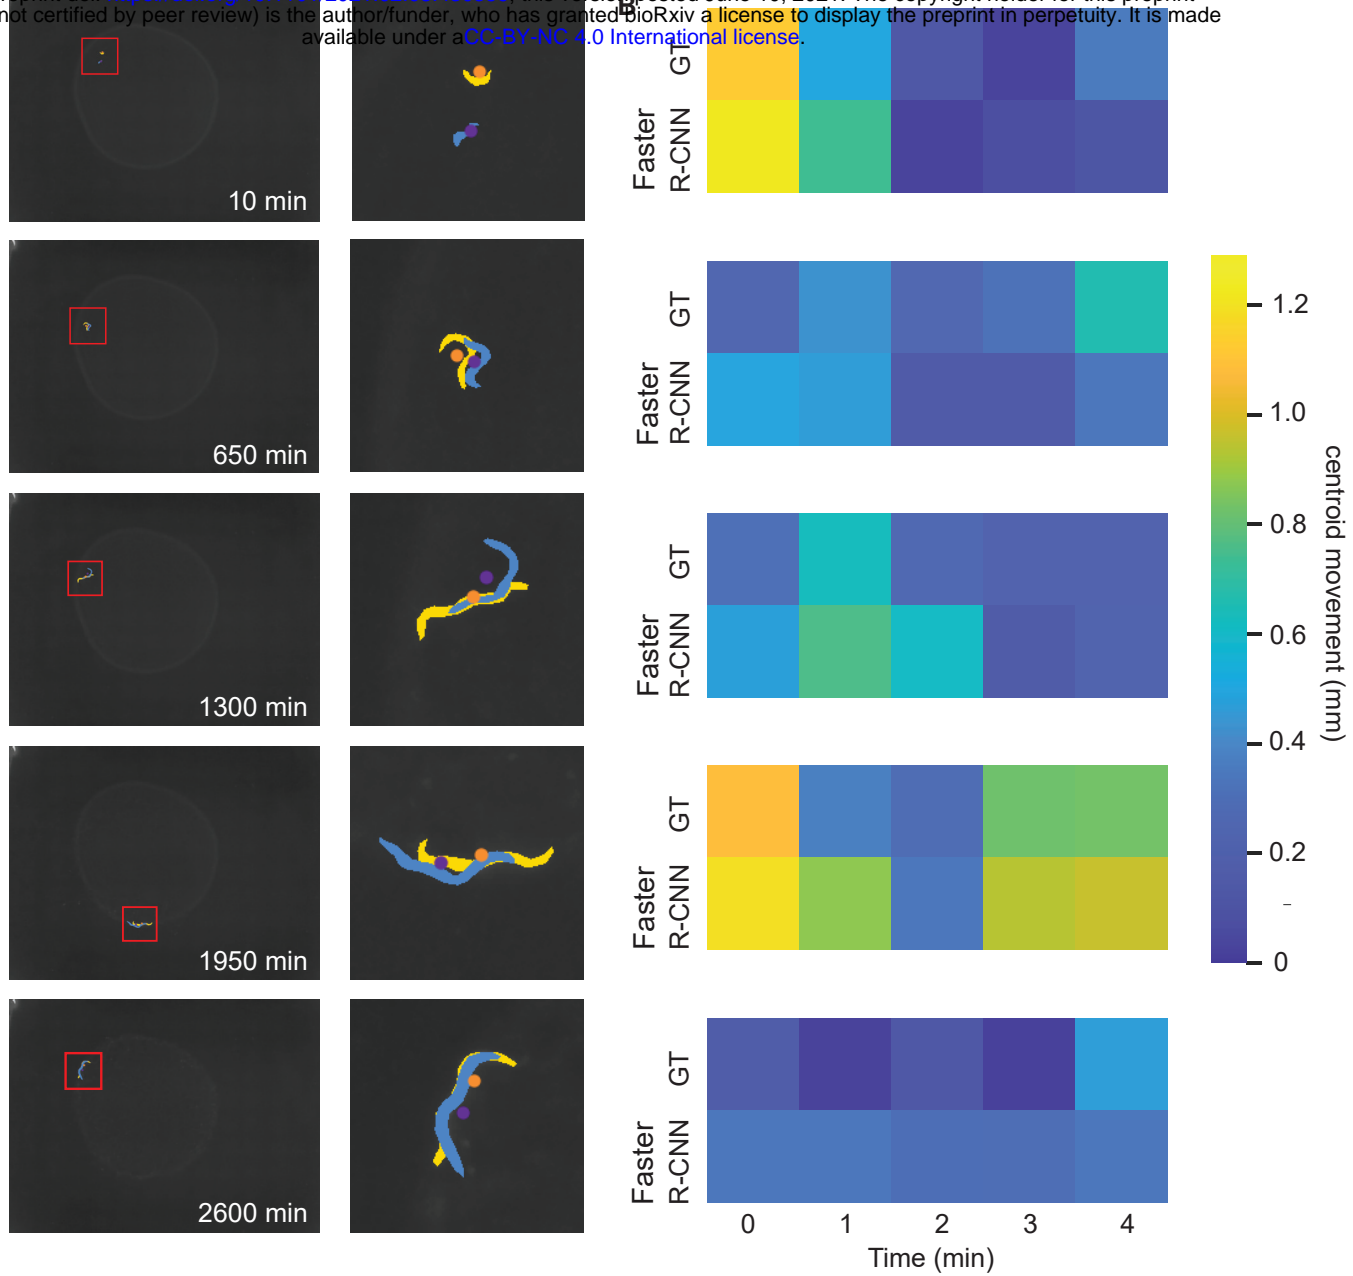 not certified by peer review) is the author/funder, who has granted bioRxiv a license to display the preprint in perpetuity. It is made
available under aCC-BY-NC 4.0 International license.
B
10 min
GT
Faster
R-CNN
650 min
GT
Faster
R-CNN
1300 min
GT
Faster
R-CNN
1950 min
GT
Faster
R-CNN
2600 min
GT
Faster
R-CNN
0 1 2 3 4
Time (min)
1.2
1.0
0.8
0.6
0.4
0.2
0
centroid movement (mm)